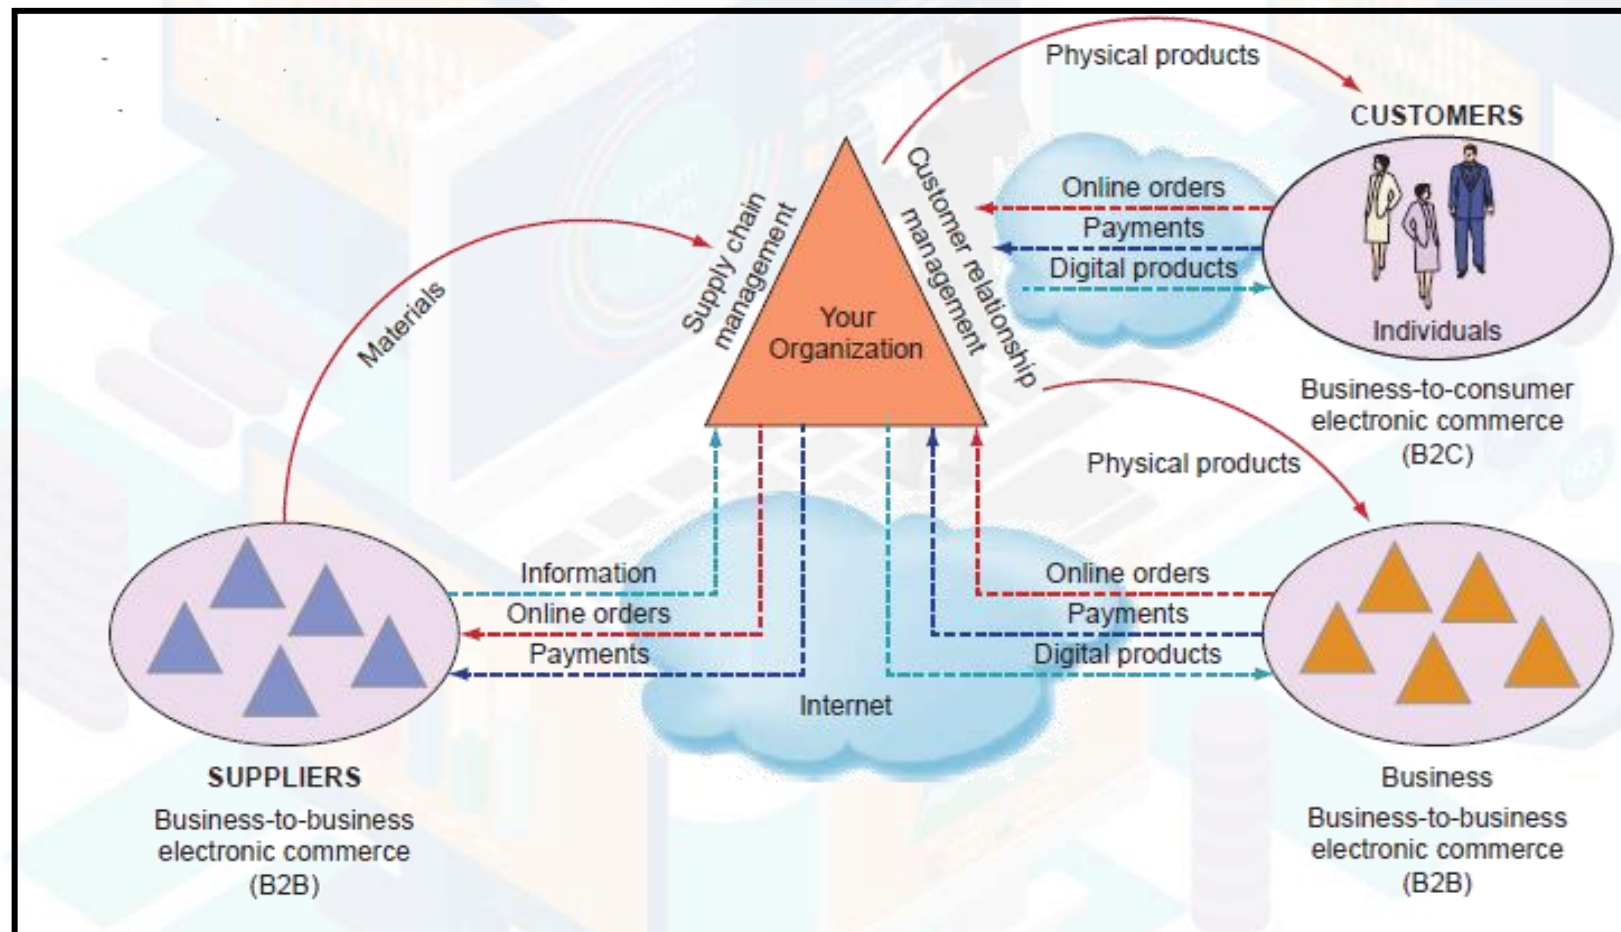 Physical products
CUSTOMERS
Online orders
Payments
Digital products
Individuals
Business-to-consumer
electronic commerce
(B2C)
Supply chain
management
Customer relationship
management
Your
Organization
Materials
Physical products
Information
Online orders
Payments
Online orders
Payments
Digital products
Internet
SUPPLIERS
Business-to-business
electronic commerce
(B2B)
Business
Business-to-business
electronic commerce
(B2B)